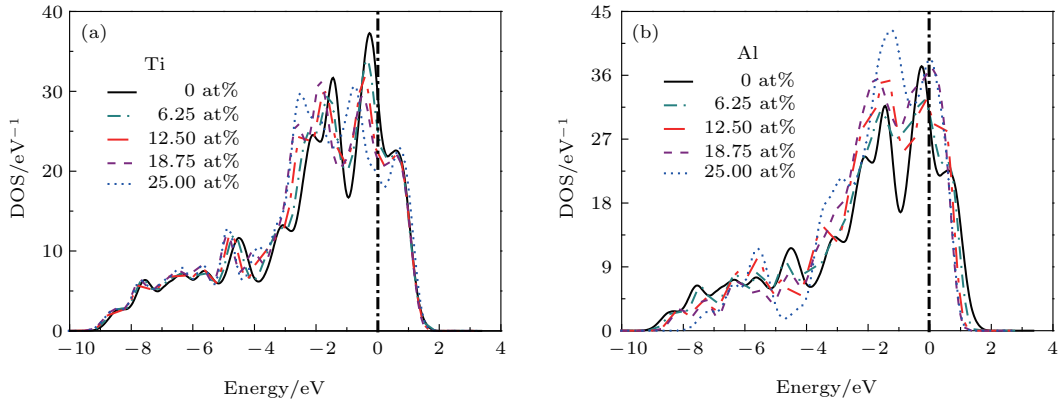 (a)
Ti
0 at%
6.25 at%
12.50 at%
18.75 at%
25.00 at%
DOS/eV⁻¹
40
30
20
10
0
−10 −8 −6 −4 −2 0 2 4
Energy/eV
(b)
Al
0 at%
6.25 at%
12.50 at%
18.75 at%
25.00 at%
DOS/eV⁻¹
45
36
27
18
9
0
−10 −8 −6 −4 −2 0 2 4
Energy/eV